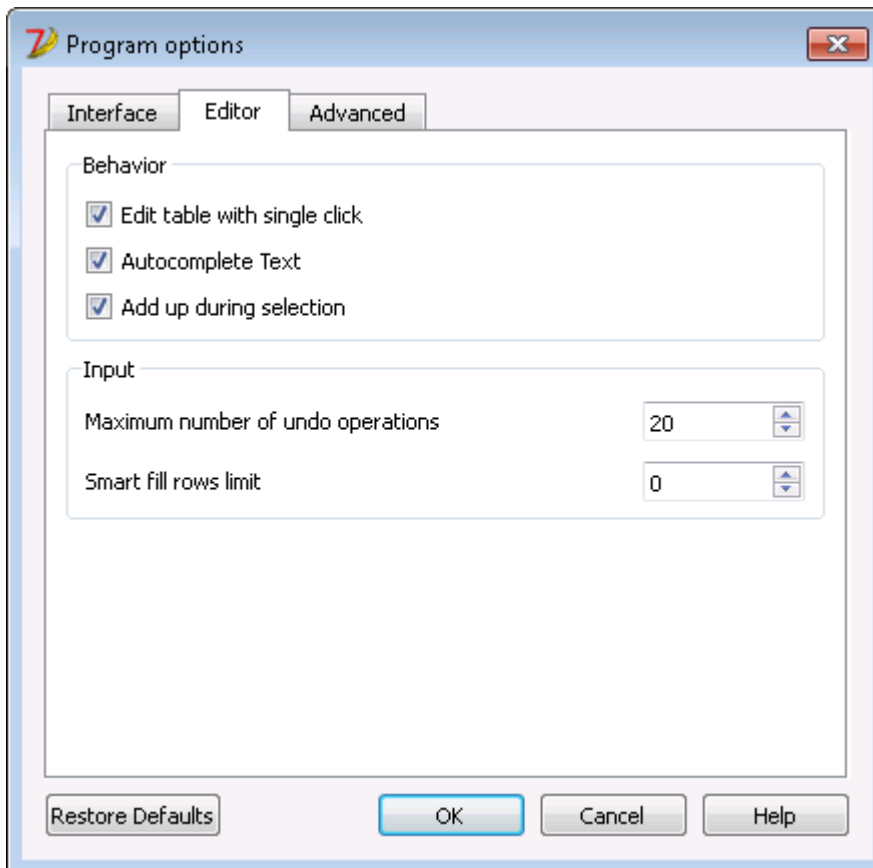 Program options
Interface Editor Advanced
Behavior
Edit table with single click
Autocomplete Text
Add up during selection
Input
Maximum number of undo operations 20
Smart fill rows limit 0
Restore Defaults OK Cancel Help